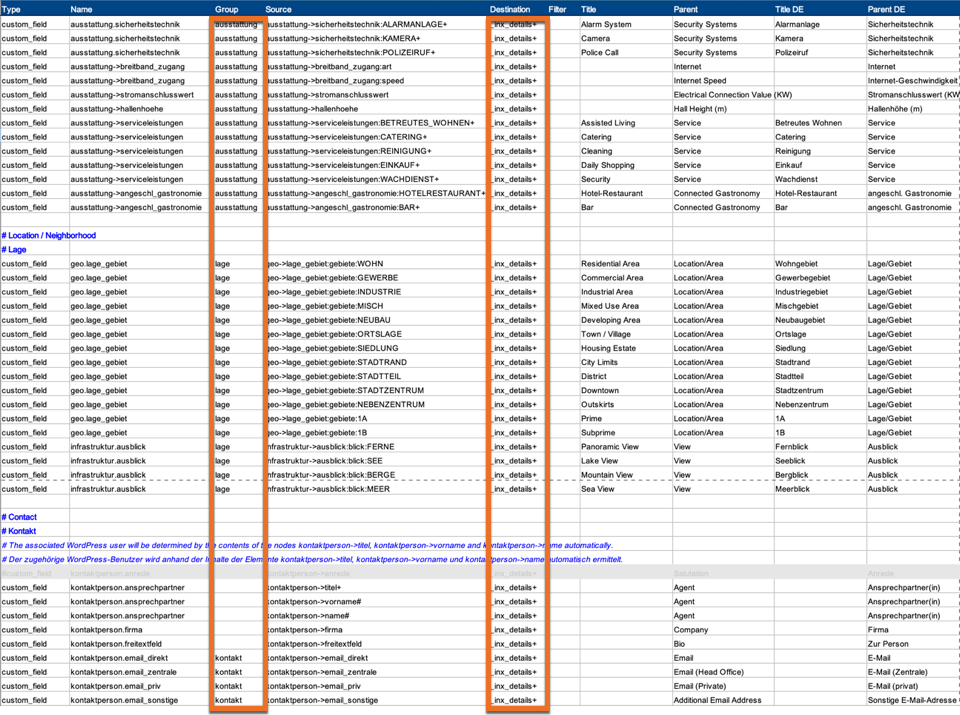 Type Name Group Source Destination Filter Title Parent Title DE Parent DE
custom_field ausstattung.sicherheitstechnik ausstattung ausstattung->sicherheitstechnik:ALARMANLAGE+ _inx_details+ Alarm System Security Systems Alarmanlage Sicherheitstechnik
custom_field ausstattung.sicherheitstechnik ausstattung ausstattung->sicherheitstechnik:KAMERA+ _inx_details+ Camera Security Systems Kamera Sicherheitstechnik
custom_field ausstattung.sicherheitstechnik ausstattung ausstattung->sicherheitstechnik:POLIZEIRUF+ _inx_details+ Police Call Security Systems Polizeiruf Sicherheitstechnik
custom_field ausstattung->breitband_zugang ausstattung ausstattung->breitband_zugang:art _inx_details+ Internet Internet
custom_field ausstattung->breitband_zugang ausstattung ausstattung->breitband_zugang:speed _inx_details+ Internet Speed Internet-Geschwindigkeit
custom_field ausstattung->stromanschlusswert ausstattung ausstattung->stromanschlusswert _inx_details+ Electrical Connection Value (KW) Stromanschlusswert (KW
custom_field ausstattung->hallenhoehe ausstattung ausstattung->hallenhoehe _inx_details+ Hall Height (m) Hallenhöhe (m)
custom_field ausstattung->serviceleistungen ausstattung ausstattung->serviceleistungen:BETREUTES_WOHNEN+ _inx_details+ Assisted Living Service Betreutes Wohnen Service
custom_field ausstattung->serviceleistungen ausstattung ausstattung->serviceleistungen:CATERING+ _inx_details+ Catering Service Catering Service
custom_field ausstattung->serviceleistungen ausstattung ausstattung->serviceleistungen:REINIGUNG+ _inx_details+ Cleaning Service Reinigung Service
custom_field ausstattung->serviceleistungen ausstattung ausstattung->serviceleistungen:EINKAUF+ _inx_details+ Daily Shopping Service Einkauf Service
custom_field ausstattung->serviceleistungen ausstattung ausstattung->serviceleistungen:WACHDIENST+ _inx_details+ Security Service Wachdienst Service
custom_field ausstattung->angeschl_gastronomie ausstattung ausstattung->angeschl_gastronomie:HOTELRESTAURANT+ _inx_details+ Hotel-Restaurant Connected Gastronomy Hotel-Restaurant angeschl. Gastronomie
custom_field ausstattung->angeschl_gastronomie ausstattung ausstattung->angeschl_gastronomie:BAR+ _inx_details+ Bar Connected Gastronomy Bar angeschl. Gastronomie
# Location / Neighborhood
# Lage
custom_field geo.lage_gebiet lage geo->lage_gebiet:gebiete:WOHN _inx_details+ Residential Area Location/Area Wohngebiet Lage/Gebiet
custom_field geo.lage_gebiet lage geo->lage_gebiet:gebiete:GEWERBE _inx_details+ Commercial Area Location/Area Gewerbegebiet Lage/Gebiet
custom_field geo.lage_gebiet lage geo->lage_gebiet:gebiete:INDUSTRIE _inx_details+ Industrial Area Location/Area Industriegebiet Lage/Gebiet
custom_field geo.lage_gebiet lage geo->lage_gebiet:gebiete:MISCH _inx_details+ Mixed Use Area Location/Area Mischgebiet Lage/Gebiet
custom_field geo.lage_gebiet lage geo->lage_gebiet:gebiete:NEUBAU _inx_details+ Developing Area Location/Area Neubaugebiet Lage/Gebiet
custom_field geo.lage_gebiet lage geo->lage_gebiet:gebiete:ORTSLAGE _inx_details+ Town / Village Location/Area Ortslage Lage/Gebiet
custom_field geo.lage_gebiet lage geo->lage_gebiet:gebiete:SIEDLUNG _inx_details+ Housing Estate Location/Area Siedlung Lage/Gebiet
custom_field geo.lage_gebiet lage geo->lage_gebiet:gebiete:STADTRAND _inx_details+ City Limits Location/Area Stadtrand Lage/Gebiet
custom_field geo.lage_gebiet lage geo->lage_gebiet:gebiete:STADTTEIL _inx_details+ District Location/Area Stadtteil Lage/Gebiet
custom_field geo.lage_gebiet lage geo->lage_gebiet:gebiete:STADTZENTRUM _inx_details+ Downtown Location/Area Stadtzentrum Lage/Gebiet
custom_field geo.lage_gebiet lage geo->lage_gebiet:gebiete:NEBENZENTRUM _inx_details+ Outskirts Location/Area Nebenzentrum Lage/Gebiet
custom_field geo.lage_gebiet lage geo->lage_gebiet:gebiete:1A _inx_details+ Prime Location/Area 1A Lage/Gebiet
custom_field geo.lage_gebiet lage geo->lage_gebiet:gebiete:1B _inx_details+ Subprime Location/Area 1B Lage/Gebiet
custom_field infrastruktur.ausblick lage infrastruktur->ausblick:blick:FERNE _inx_details+ Panoramic View View Fernblick Ausblick
custom_field infrastruktur.ausblick lage infrastruktur->ausblick:blick:SEE _inx_details+ Lake View View Seeblick Ausblick
custom_field infrastruktur.ausblick lage infrastruktur->ausblick:blick:BERGE _inx_details+ Mountain View View Bergblick Ausblick
custom_field infrastruktur.ausblick lage infrastruktur->ausblick:blick:MEER _inx_details+ Sea View View Meerblick Ausblick
# Contact
# Kontakt
# The associated WordPress user will be determined by the contents of the nodes kontaktperson->titel, kontaktperson->vorname and kontaktperson->name automatically.
# Der zugehörige WordPress-Benutzer wird anhand der Inhalte der Elemente kontaktperson->titel, kontaktperson->vorname und kontaktperson->name automatisch ermittelt.
#custom_field kontaktperson.anrede kontaktperson->anrede _inx_details+ Salutation Anrede
custom_field kontaktperson.ansprechpartner kontaktperson->titel+ _inx_details+ Agent Ansprechpartner(in)
custom_field kontaktperson.ansprechpartner kontaktperson->vorname# _inx_details+ Agent Ansprechpartner(in)
custom_field kontaktperson.ansprechpartner kontaktperson->name# _inx_details+ Agent Ansprechpartner(in)
custom_field kontaktperson.firma kontaktperson->firma _inx_details+ Company Firma
custom_field kontaktperson.freitextfeld kontaktperson->freitextfeld _inx_details+ Bio Zur Person
custom_field kontaktperson.email_direkt kontakt kontaktperson->email_direkt _inx_details+ Email E-Mail
custom_field kontaktperson.email_zentrale kontakt kontaktperson->email_zentrale _inx_details+ Email (Head Office) E-Mail (Zentrale)
custom_field kontaktperson.email_priv kontakt kontaktperson->email_priv _inx_details+ Email (Private) E-Mail (privat)
custom_field kontaktperson.email_sonstige kontakt kontaktperson->email_sonstige _inx_details+ Additional Email Address Sonstige E-Mail-Adresse